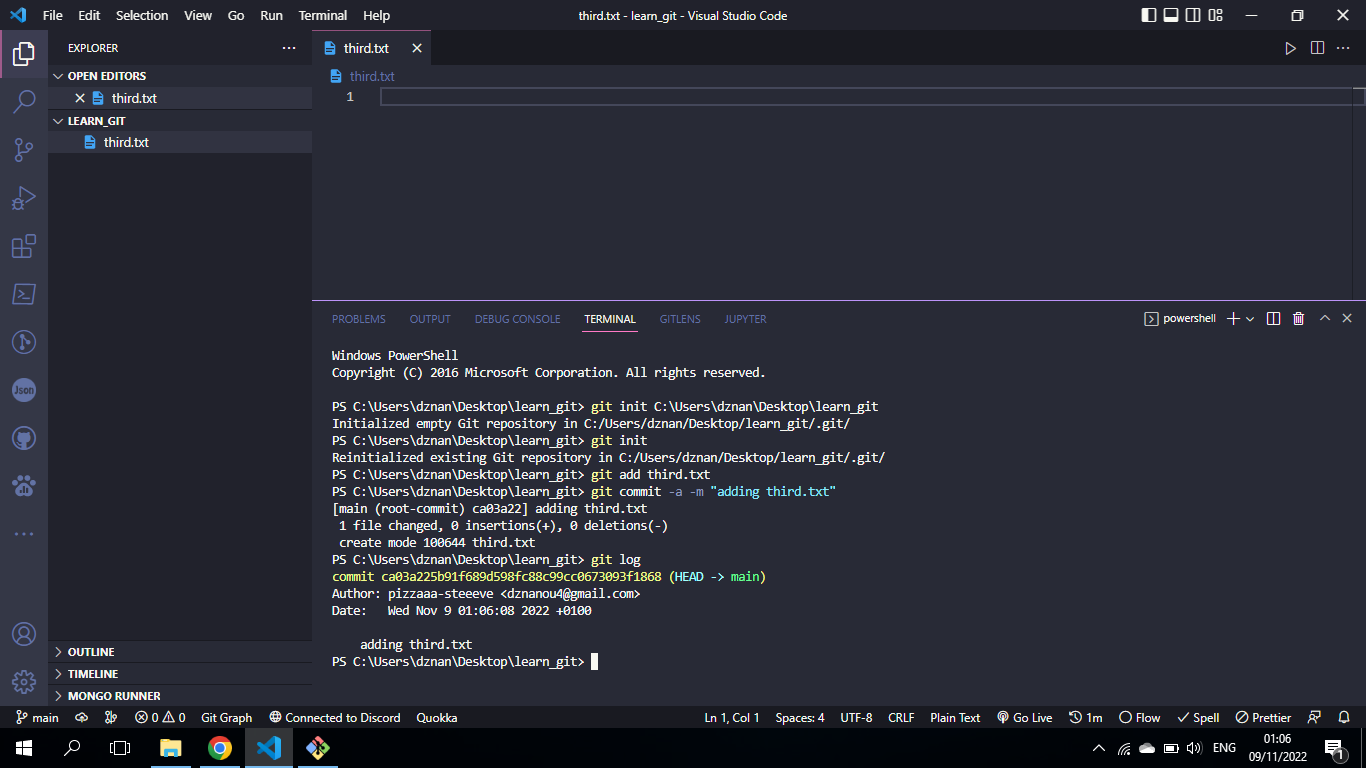 File Edit Selection View Go Run Terminal Help
third.txt - learn_git - Visual Studio Code
EXPLORER
OPEN EDITORS
third.txt
LEARN_GIT
third.txt
OUTLINE
TIMELINE
MONGO RUNNER
third.txt
third.txt
1
PROBLEMS OUTPUT DEBUG CONSOLE TERMINAL GITLENS JUPYTER
powershell
Windows PowerShell
Copyright (C) 2016 Microsoft Corporation. All rights reserved.
PS C:\Users\dznan\Desktop\learn_git> git init C:\Users\dznan\Desktop\learn_git
Initialized empty Git repository in C:/Users/dznan/Desktop/learn_git/.git/
PS C:\Users\dznan\Desktop\learn_git> git init
Reinitialized existing Git repository in C:/Users/dznan/Desktop/learn_git/.git/
PS C:\Users\dznan\Desktop\learn_git> git add third.txt
PS C:\Users\dznan\Desktop\learn_git> git commit -a -m "adding third.txt"
[main (root-commit) ca03a22] adding third.txt
 1 file changed, 0 insertions(+), 0 deletions(-)
 create mode 100644 third.txt
PS C:\Users\dznan\Desktop\learn_git> git log
commit ca03a225b91f689d598fc88c99cc0673093f1868 (HEAD -> main)
Author: pizzaaa-steeeve <dznanou4@gmail.com>
Date:   Wed Nov 9 01:06:08 2022 +0100
    adding third.txt
PS C:\Users\dznan\Desktop\learn_git>
Json
du
main 0 0 Git Graph Connected to Discord Quokka
Ln 1, Col 1 Spaces: 4 UTF-8 CRLF Plain Text Go Live 1m Flow Spell Prettier
ENG
01:06
09/11/2022
1